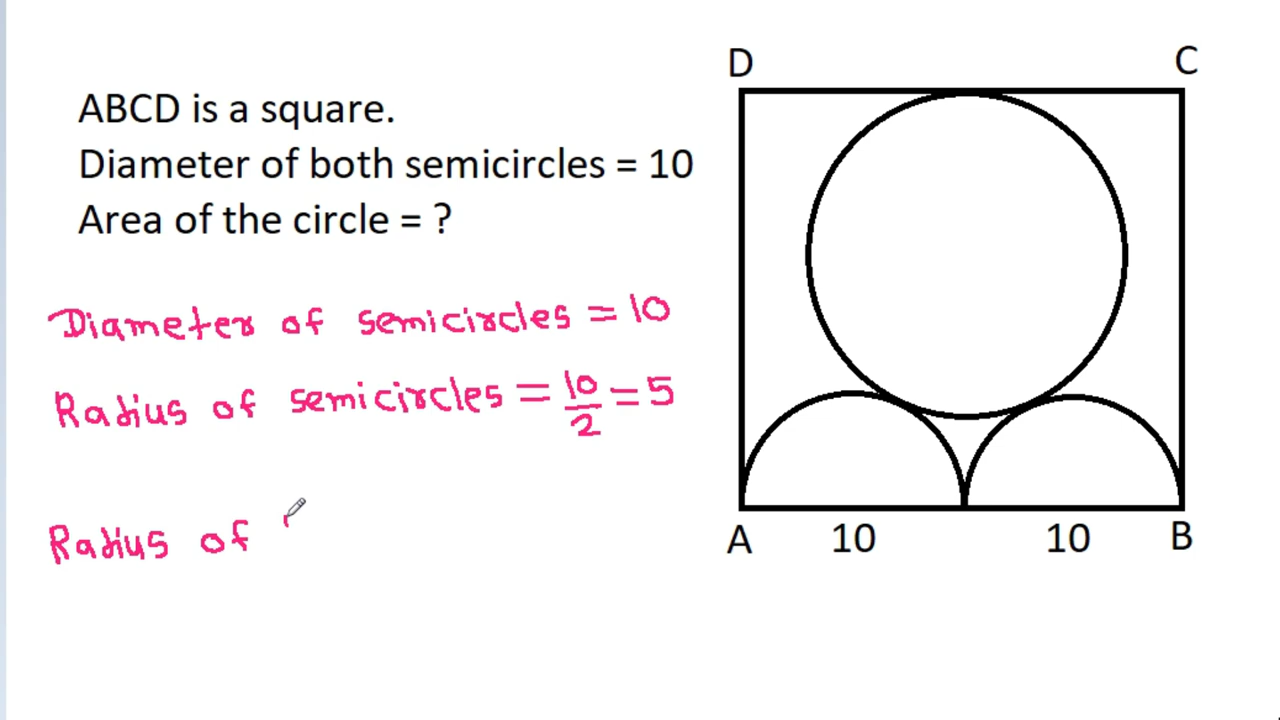 D C
ABCD is a square.
Diameter of both semicircles = 10
Area of the circle = ?
Diameter of semicircles = 10
Radius of semicircles = 10/2 = 5
Radius of
A 10 10 B